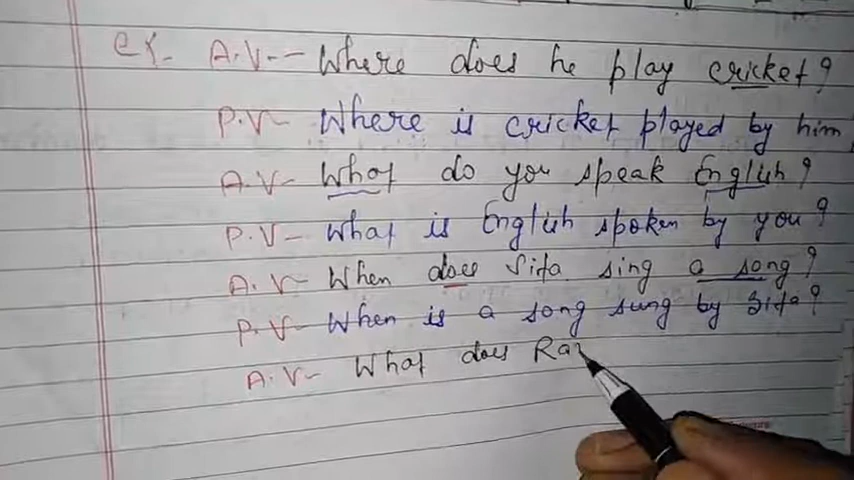 ex- A.V-- Where does he play cricket?
P.V- Where is cricket played by him
A.V- What do you speak English?
P.V- What is English spoken by you?
A.V- When does Sita sing a song?
P.V- When is a song sung by Sita?
A.V- What does Ra